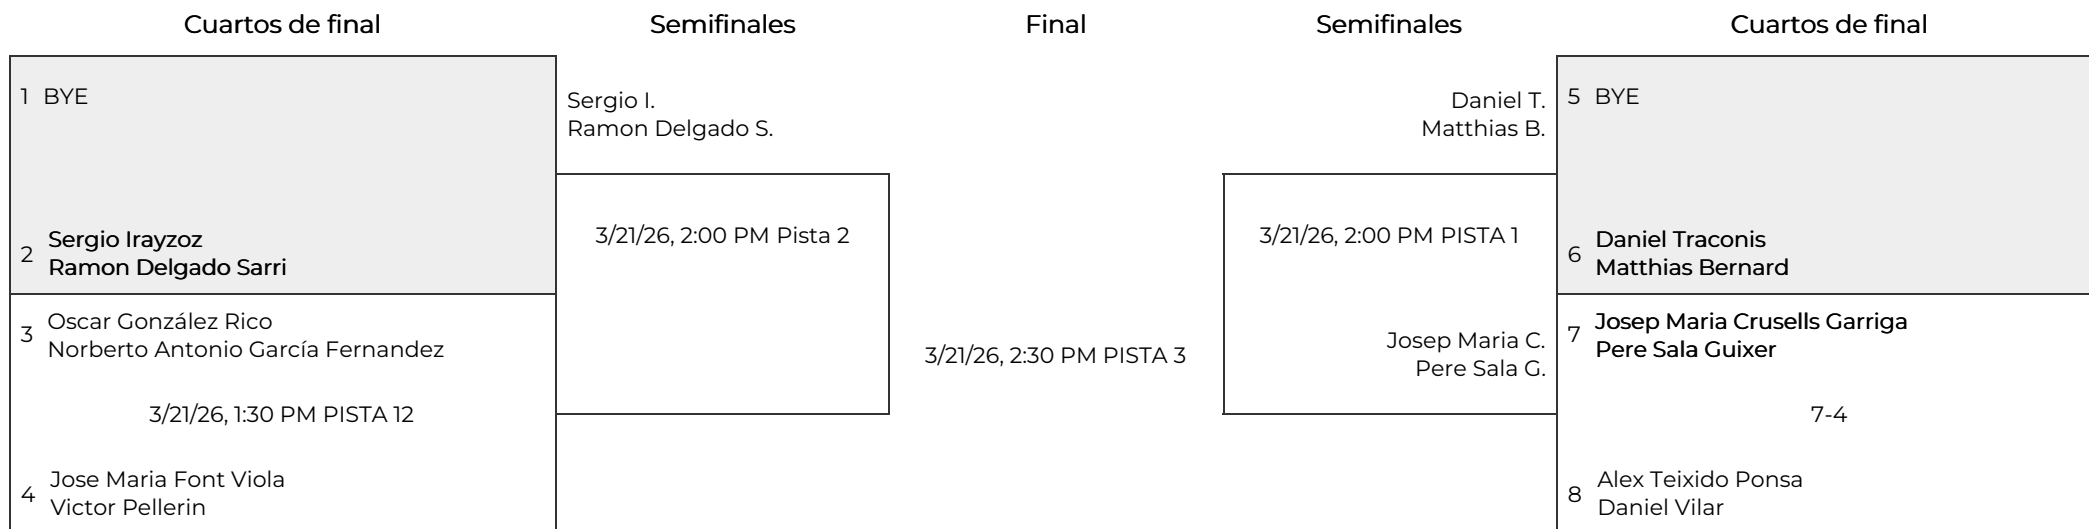 Cuartos de final
Semifinales
Final
Semifinales
Cuartos de final
1 BYE
2 Sergio Irayzoz
Ramon Delgado Sarri
3 Oscar González Rico
Norberto Antonio García Fernandez
3/21/26, 1:30 PM PISTA 12
4 Jose Maria Font Viola
Victor Pellerin
Sergio I.
Ramon Delgado S.
3/21/26, 2:00 PM Pista 2
3/21/26, 2:30 PM PISTA 3
Daniel T.
Matthias B.
3/21/26, 2:00 PM PISTA 1
Josep Maria C.
Pere Sala G.
5 BYE
6 Daniel Traconis
Matthias Bernard
7 Josep Maria Crusells Garriga
Pere Sala Guixer
7-4
8 Alex Teixido Ponsa
Daniel Vilar